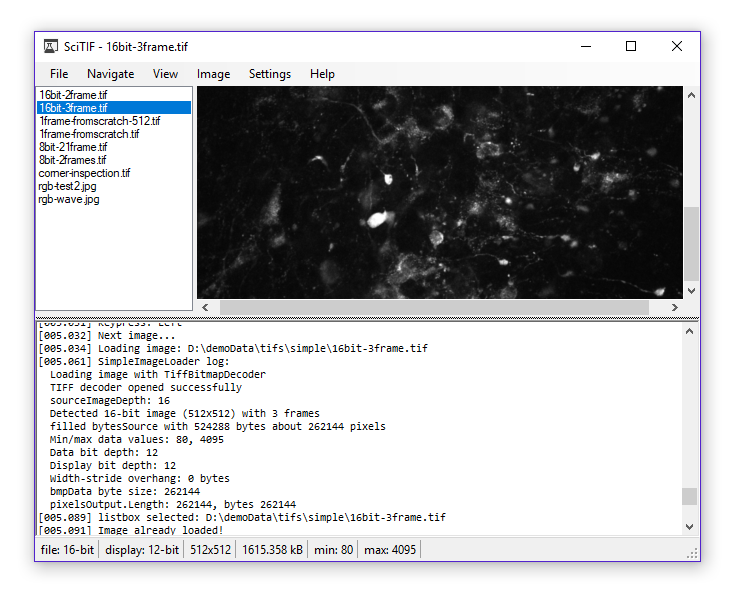 SciTIF - 16bit-3frame.tif
File Navigate View Image Settings Help
16bit-2frame.tif
16bit-3frame.tif
1frame-fromscratch-512.tif
1frame-fromscratch.tif
8bit-21frame.tif
8bit-2frames.tif
corner-inspection.tif
rgb-test2.jpg
rgb-wave.jpg
[005.031] Keypress: Left
[005.032] Next image...
[005.034] Loading image: D:\demoData\tifs\simple\16bit-3frame.tif
[005.061] SimpleImageLoader log:
Loading image with TiffBitmapDecoder
TIFF decoder opened successfully
sourceImageDepth: 16
Detected 16-bit image (512x512) with 3 frames
filled bytesSource with 524288 bytes about 262144 pixels
Min/max data values: 80, 4095
Data bit depth: 12
Display bit depth: 12
Width-stride overhang: 0 bytes
bmpData byte size: 262144
pixelsOutput.Length: 262144, bytes 262144
[005.089] listbox selected: D:\demoData\tifs\simple\16bit-3frame.tif
[005.091] Image already loaded!
file: 16-bit display: 12-bit 512x512 1615.358 kB min: 80 max: 4095